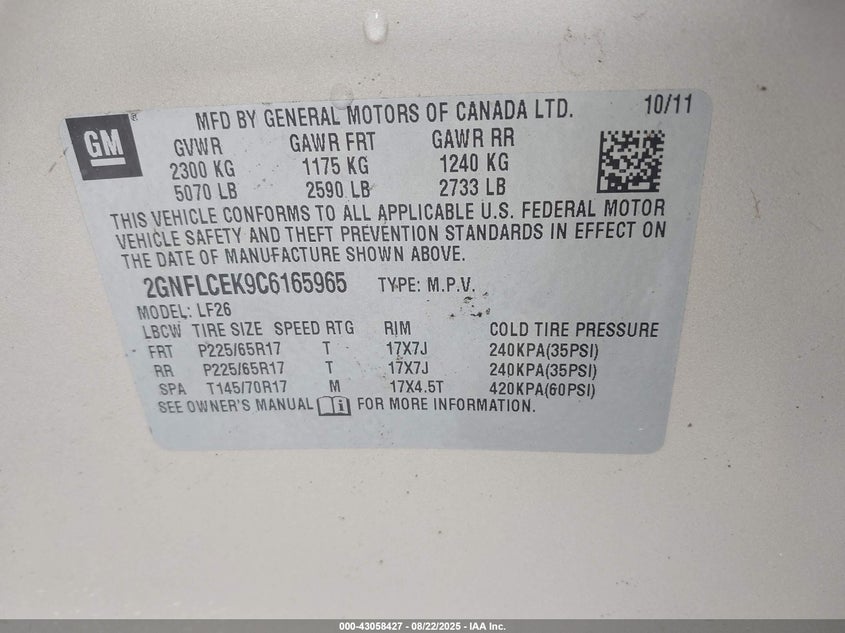 GM
MFD BY GENERAL MOTORS OF CANADA LTD. 10/11
GVWR GAWR FRT GAWR RR
2300 KG 1175 KG 1240 KG
5070 LB 2590 LB 2733 LB
THIS VEHICLE CONFORMS TO ALL APPLICABLE U.S. FEDERAL MOTOR
VEHICLE SAFETY AND THEFT PREVENTION STANDARDS IN EFFECT ON
THE DATE OF MANUFACTURE SHOWN ABOVE.
2GNFLCEK9C6165965 TYPE: M.P.V.
MODEL: LF26
LBCW TIRE SIZE SPEED RTG RIM COLD TIRE PRESSURE
FRT P225/65R17 T 17X7J 240KPA(35PSI)
RR P225/65R17 T 17X7J 240KPA(35PSI)
SPA T145/70R17 M 17X4.5T 420KPA(60PSI)
SEE OWNER'S MANUAL i FOR MORE INFORMATION.
000-43058427 - 08/22/2025 - IAA Inc.